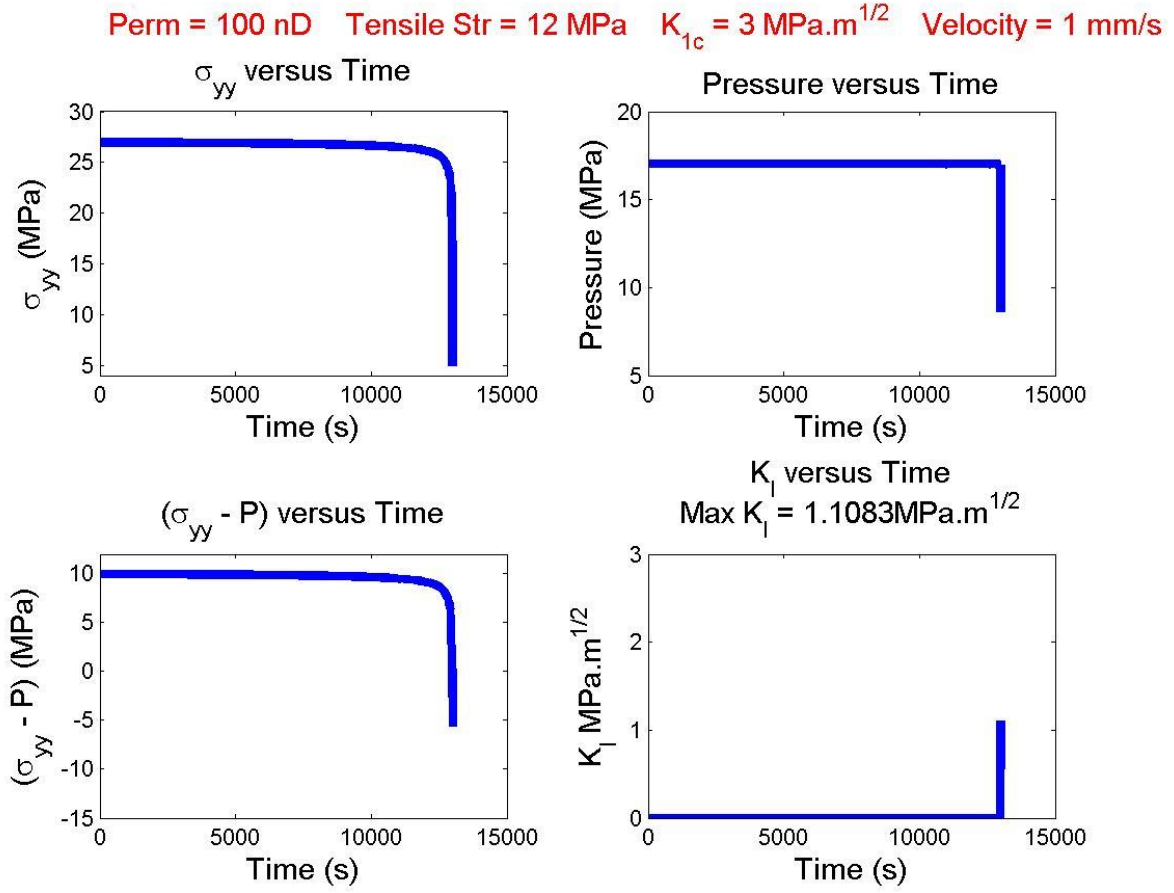 Perm = 100 nD Tensile Str = 12 MPa K₁c = 3 MPa.m^1/2 Velocity = 1 mm/s
σyy versus Time
30
25
20
15
10
5
σyy (MPa)
0 5000 10000 15000
Time (s)
Pressure versus Time
20
15
10
5
Pressure (MPa)
0 5000 10000 15000
Time (s)
(σyy - P) versus Time
10
5
0
-5
-10
-15
(σyy - P) (MPa)
0 5000 10000 15000
Time (s)
KI versus Time
Max KI = 1.1083MPa.m^1/2
3
2
1
0
KI MPa.m^1/2
0 5000 10000 15000
Time (s)